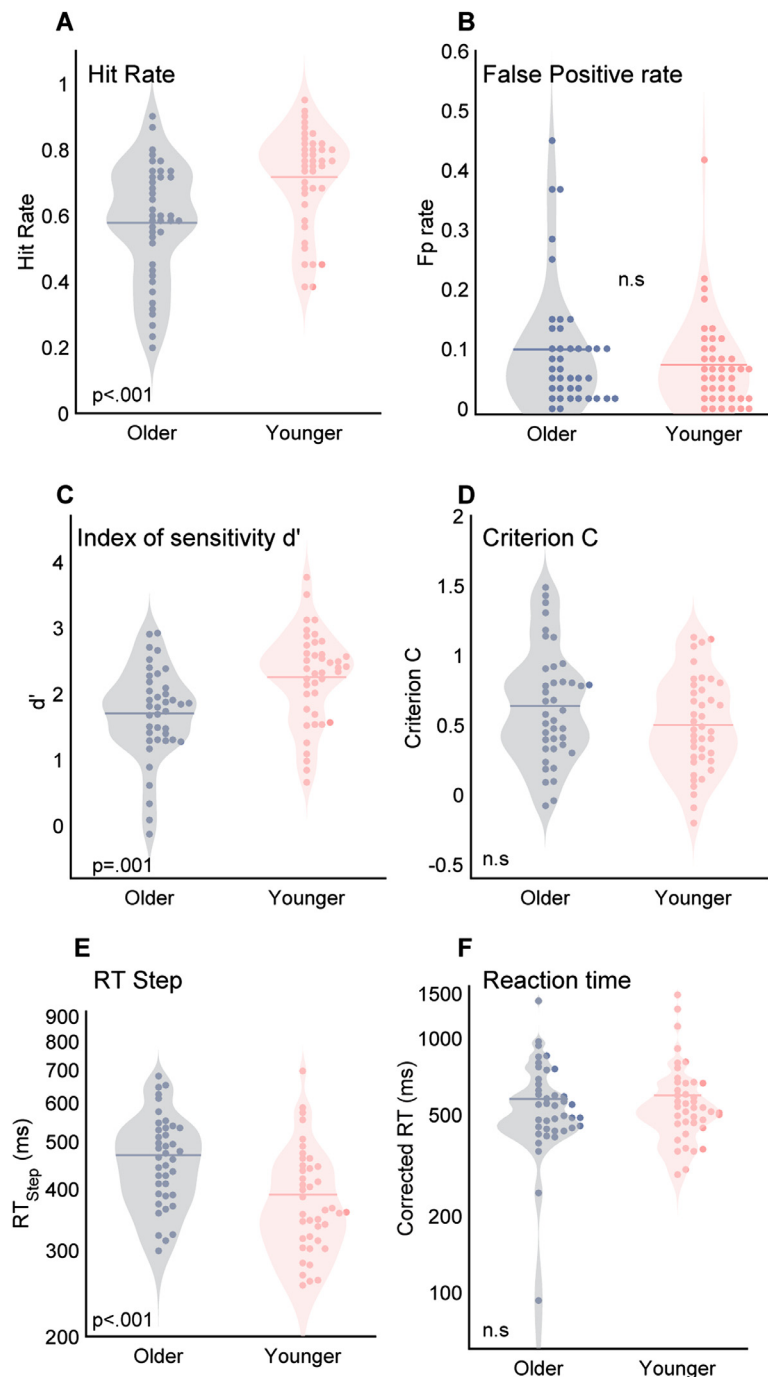 A
Hit Rate
Hit Rate
1
0.8
0.6
0.4
0.2
0
p<.001
Older
Younger
B
False Positive rate
Fp rate
0.6
0.5
0.4
0.3
0.2
0.1
0
n.s
Older
Younger
C
Index of sensitivity d'
d'
4
3
2
1
0
p=.001
Older
Younger
D
Criterion C
Criterion C
2
1.5
1
0.5
0
-0.5
n.s
Older
Younger
E
RT Step
RTStep (ms)
900
800
700
600
500
400
300
200
p<.001
Older
Younger
F
Reaction time
Corrected RT (ms)
1500
1000
500
200
100
n.s
Older
Younger